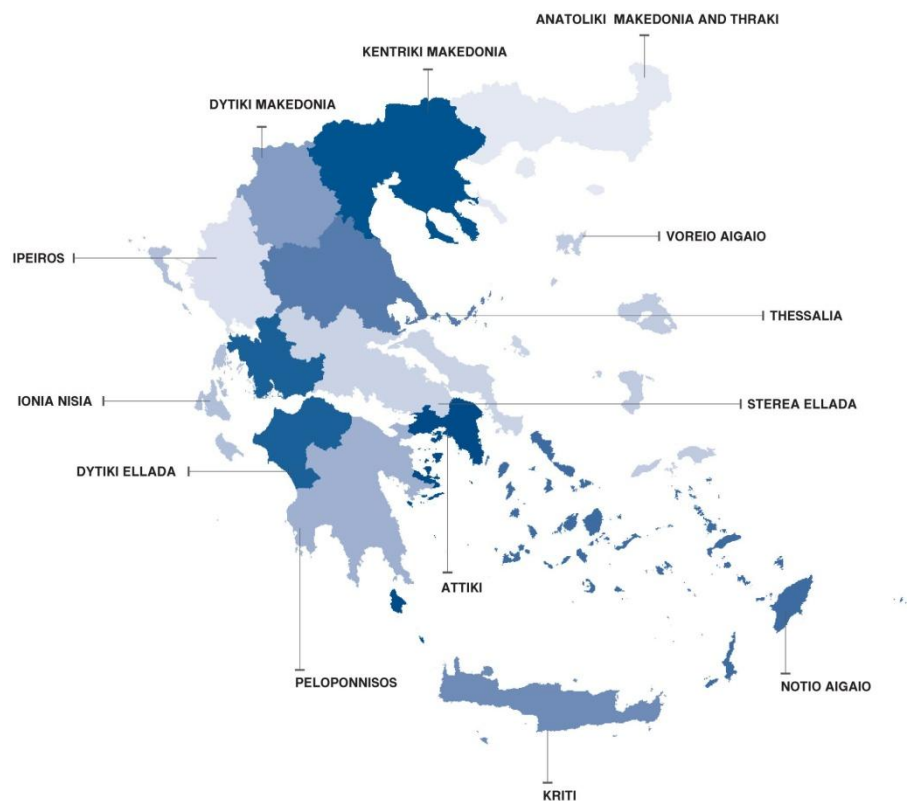 ANATOLIKI MAKEDONIA AND THRAKI
KENTRIKI MAKEDONIA
DYTIKI MAKEDONIA
VOREIO AIGAIO
IPEIROS
THESSALIA
IONIA NISIA
STEREA ELLADA
DYTIKI ELLADA
ATTIKI
PELOPONNISOS
NOTIO AIGAIO
KRITI